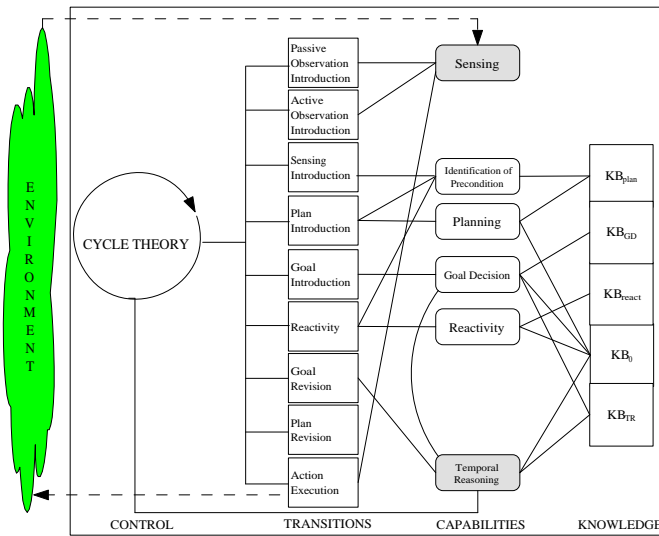 ENVIRONMENT
CYCLE THEORY
Passive
Observation
Introduction
Active
Observation
Introduction
Sensing
Introduction
Plan
Introduction
Goal
Introduction
Reactivity
Goal
Revision
Plan
Revision
Action
Execution
Sensing
Identification of
Precondition
Planning
Goal Decision
Reactivity
Temporal
Reasoning
KBplan
KBGD
KBreact
KB0
KBTR
CONTROL
TRANSITIONS
CAPABILITIES
KNOWLEDGE